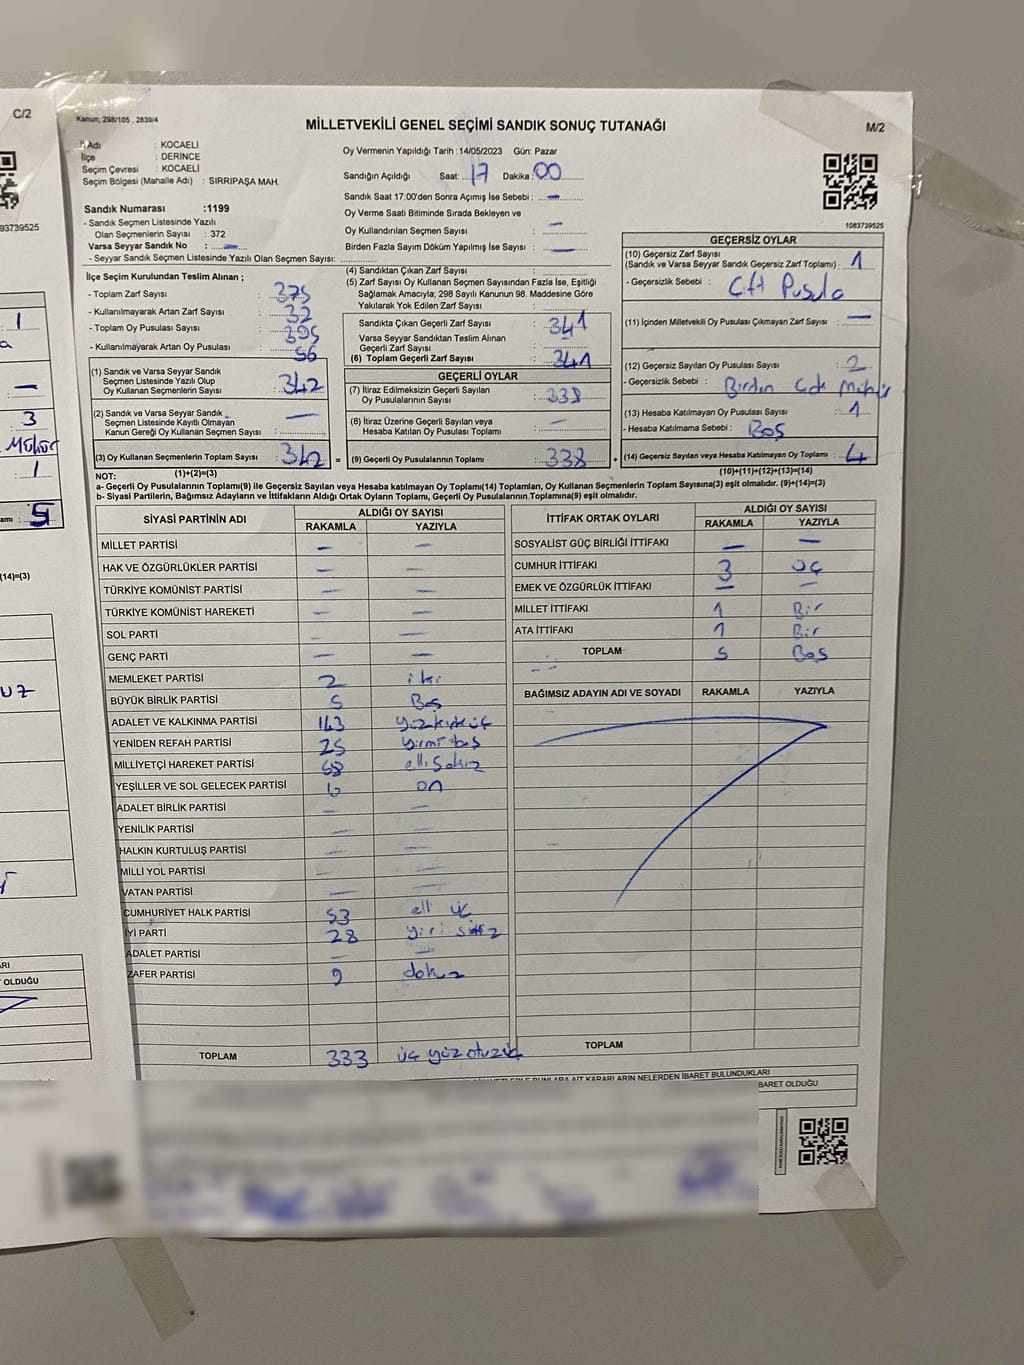 C/2
Kanun; 298/105 , 2839/4
MİLLETVEKİLİ GENEL SEÇİMİ SANDIK SONUÇ TUTANAĞI
M/2
Adı : KOCAELİ
İlçe : DERİNCE
Seçim Çevresi : KOCAELİ
Seçim Bölgesi (Mahalle Adı) : SIRRIPAŞA MAH.
Oy Vermenin Yapıldığı Tarih :14/05/2023 Gün: Pazar
Sandığın Açıldığı Saat: 17 Dakika: 00
Sandık Saat 17:00'den Sonra Açımış İse Sebebi : —
Oy Verme Saati Bitiminde Sırada Bekleyen ve
Oy Kullandırılan Seçmen Sayısı : —
Birden Fazla Sayım Döküm Yapılmış İse Sayısı : —
93739525
1083739525
Sandık Numarası :1199
- Sandık Seçmen Listesinde Yazılı
Olan Seçmenlerin Sayısı : 372
Varsa Seyyar Sandık No : —
- Seyyar Sandık Seçmen Listesinde Yazılı Olan Seçmen Sayısı:
İlçe Seçim Kurulundan Teslim Alınan ;
- Toplam Zarf Sayısı : 375
- Kullanılmayarak Artan Zarf Sayısı : 32
- Toplam Oy Pusulası Sayısı : 395
- Kullanılmayarak Artan Oy Pusulası : 56
(1) Sandık ve Varsa Seyyar Sandık
Seçmen Listesinde Yazılı Olup
Oy Kullanan Seçmenlerin Sayısı : 342
(2) Sandık ve Varsa Seyyar Sandık
Seçmen Listesinde Kayıtlı Olmayan
Kanun Gereği Oy Kullanan Seçmen Sayısı : —
(3) Oy Kullanan Seçmenlerin Toplam Sayısı : 342
(1)+(2)=(3)
(4) Sandıktan Çıkan Zarf Sayısı :
(5) Zarf Sayısı Oy Kullanan Seçmen Sayısından Fazla İse, Eşitliği
Sağlamak Amacıyla, 298 Sayılı Kanunun 98. Maddesine Göre
Yakılarak Yok Edilen Zarf Sayısı :
Sandıkta Çıkan Geçerli Zarf Sayısı : 341
Varsa Seyyar Sandıktan Teslim Alınan
Geçerli Zarf Sayısı :
(6) Toplam Geçerli Zarf Sayısı : 341
GEÇERLİ OYLAR
(7) İtiraz Edilmeksizin Geçerli Sayılan
Oy Pusulalarının Sayısı : 338
(8) İtiraz Üzerine Geçerli Sayılan veya
Hesaba Katılan Oy Pusulası Toplamı : —
= (9) Geçerli Oy Pusulalarının Toplamı : 338
GEÇERSİZ OYLAR
(10) Geçersiz Zarf Sayısı
(Sandık ve Varsa Seyyar Sandık Geçersiz Zarf Toplamı) : 1
- Geçersizlik Sebebi : Çift Pusula
(11) İçinden Milletvekili Oy Pusulası Çıkmayan Zarf Sayısı : —
(12) Geçersiz Sayılan Oy Pusulası Sayısı : 2
- Geçersizlik Sebebi : Birden Çok Mühür
(13) Hesaba Katılmayan Oy Pusulası Sayısı : 1
- Hesaba Katılmama Sebebi : Boş
+ (14) Geçersiz Sayılan veya Hesaba Katılmayan Oy Toplamı : 4
(10)+(11)+(12)+(13)=(14)
NOT:
a- Geçerli Oy Pusulalarının Toplamı(9) ile Geçersiz Sayılan veya Hesaba katılmayan Oy Toplamı(14) Toplamları, Oy Kullanan Seçmenlerin Toplam Sayısına(3) eşit olmalıdır. (9)+(14)=(3)
b- Siyasi Partilerin, Bağımsız Adayların ve İttifakların Aldığı Ortak Oyların Toplamı, Geçerli Oy Pusulalarının Toplamına(9) eşit olmalıdır.
SİYASİ PARTİNİN ADI
ALDIĞI OY SAYISI
RAKAMLA YAZIYLA
MİLLET PARTİSİ — —
HAK VE ÖZGÜRLÜKLER PARTİSİ — —
TÜRKİYE KOMÜNİST PARTİSİ — —
TÜRKİYE KOMÜNİST HAREKETİ — —
SOL PARTİ — —
GENÇ PARTİ — —
MEMLEKET PARTİSİ 2 iki
BÜYÜK BİRLİK PARTİSİ 5 Beş
ADALET VE KALKINMA PARTİSİ 143 yüz kırk üç
YENİDEN REFAH PARTİSİ 25 yirmi beş
MİLLİYETÇİ HAREKET PARTİSİ 58 elli sekiz
YEŞİLLER VE SOL GELECEK PARTİSİ 10 on
ADALET BİRLİK PARTİSİ — —
YENİLİK PARTİSİ — —
HALKIN KURTULUŞ PARTİSİ — —
MİLLİ YOL PARTİSİ — —
VATAN PARTİSİ — —
CUMHURİYET HALK PARTİSİ 53 elli üç
İYİ PARTİ 28 yiri sekiz
ADALET PARTİSİ — —
ZAFER PARTİSİ 9 dokuz
TOPLAM 333 üç yüz otuz üç
İTTİFAK ORTAK OYLARI
ALDIĞI OY SAYISI
RAKAMLA YAZIYLA
SOSYALİST GÜÇ BİRLİĞİ İTTİFAKI — —
CUMHUR İTTİFAKI 3 üç
EMEK VE ÖZGÜRLÜK İTTİFAKI — —
MİLLET İTTİFAKI 1 Bir
ATA İTTİFAKI 1 Bir
TOPLAM 5 Beş
BAĞIMSIZ ADAYIN ADI VE SOYADI RAKAMLA YAZIYLA
TOPLAM
KARARLARIN NELERDEN İBARET BULUNDUKLARI
BARET OLDUĞU
1
3
Mühür
1
5
(14)=(3)
OLDUĞU